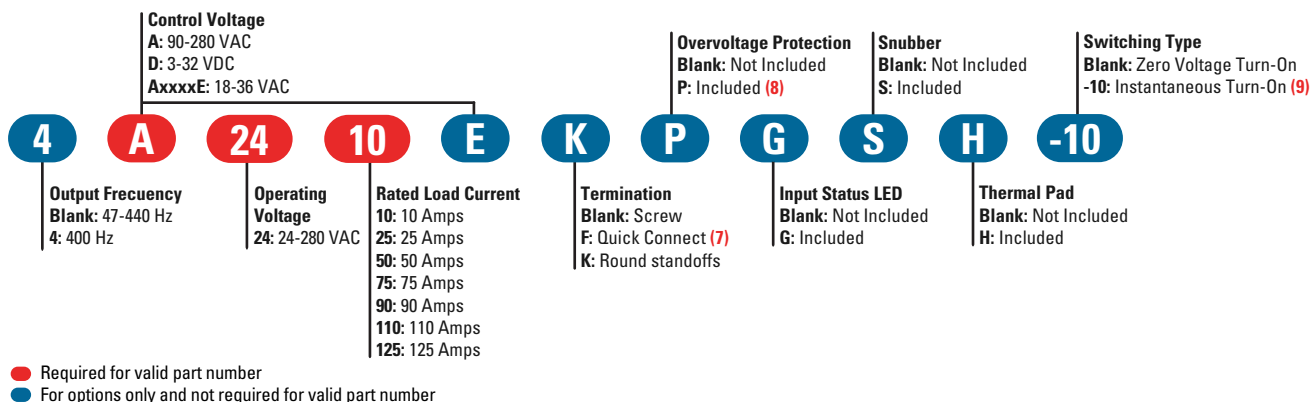 Control Voltage
A: 90-280 VAC
D: 3-32 VDC
AxxxxE: 18-36 VAC
Overvoltage Protection
Blank: Not Included
P: Included (8)
Snubber
Blank: Not Included
S: Included
Switching Type
Blank: Zero Voltage Turn-On
-10: Instantaneous Turn-On (9)
4 A 24 10 E K P G S H -10
Output Frecuency
Blank: 47-440 Hz
4: 400 Hz
Operating
Voltage
24: 24-280 VAC
Rated Load Current
10: 10 Amps
25: 25 Amps
50: 50 Amps
75: 75 Amps
90: 90 Amps
110: 110 Amps
125: 125 Amps
Termination
Blank: Screw
F: Quick Connect (7)
K: Round standoffs
Input Status LED
Blank: Not Included
G: Included
Thermal Pad
Blank: Not Included
H: Included
Required for valid part number
For options only and not required for valid part number